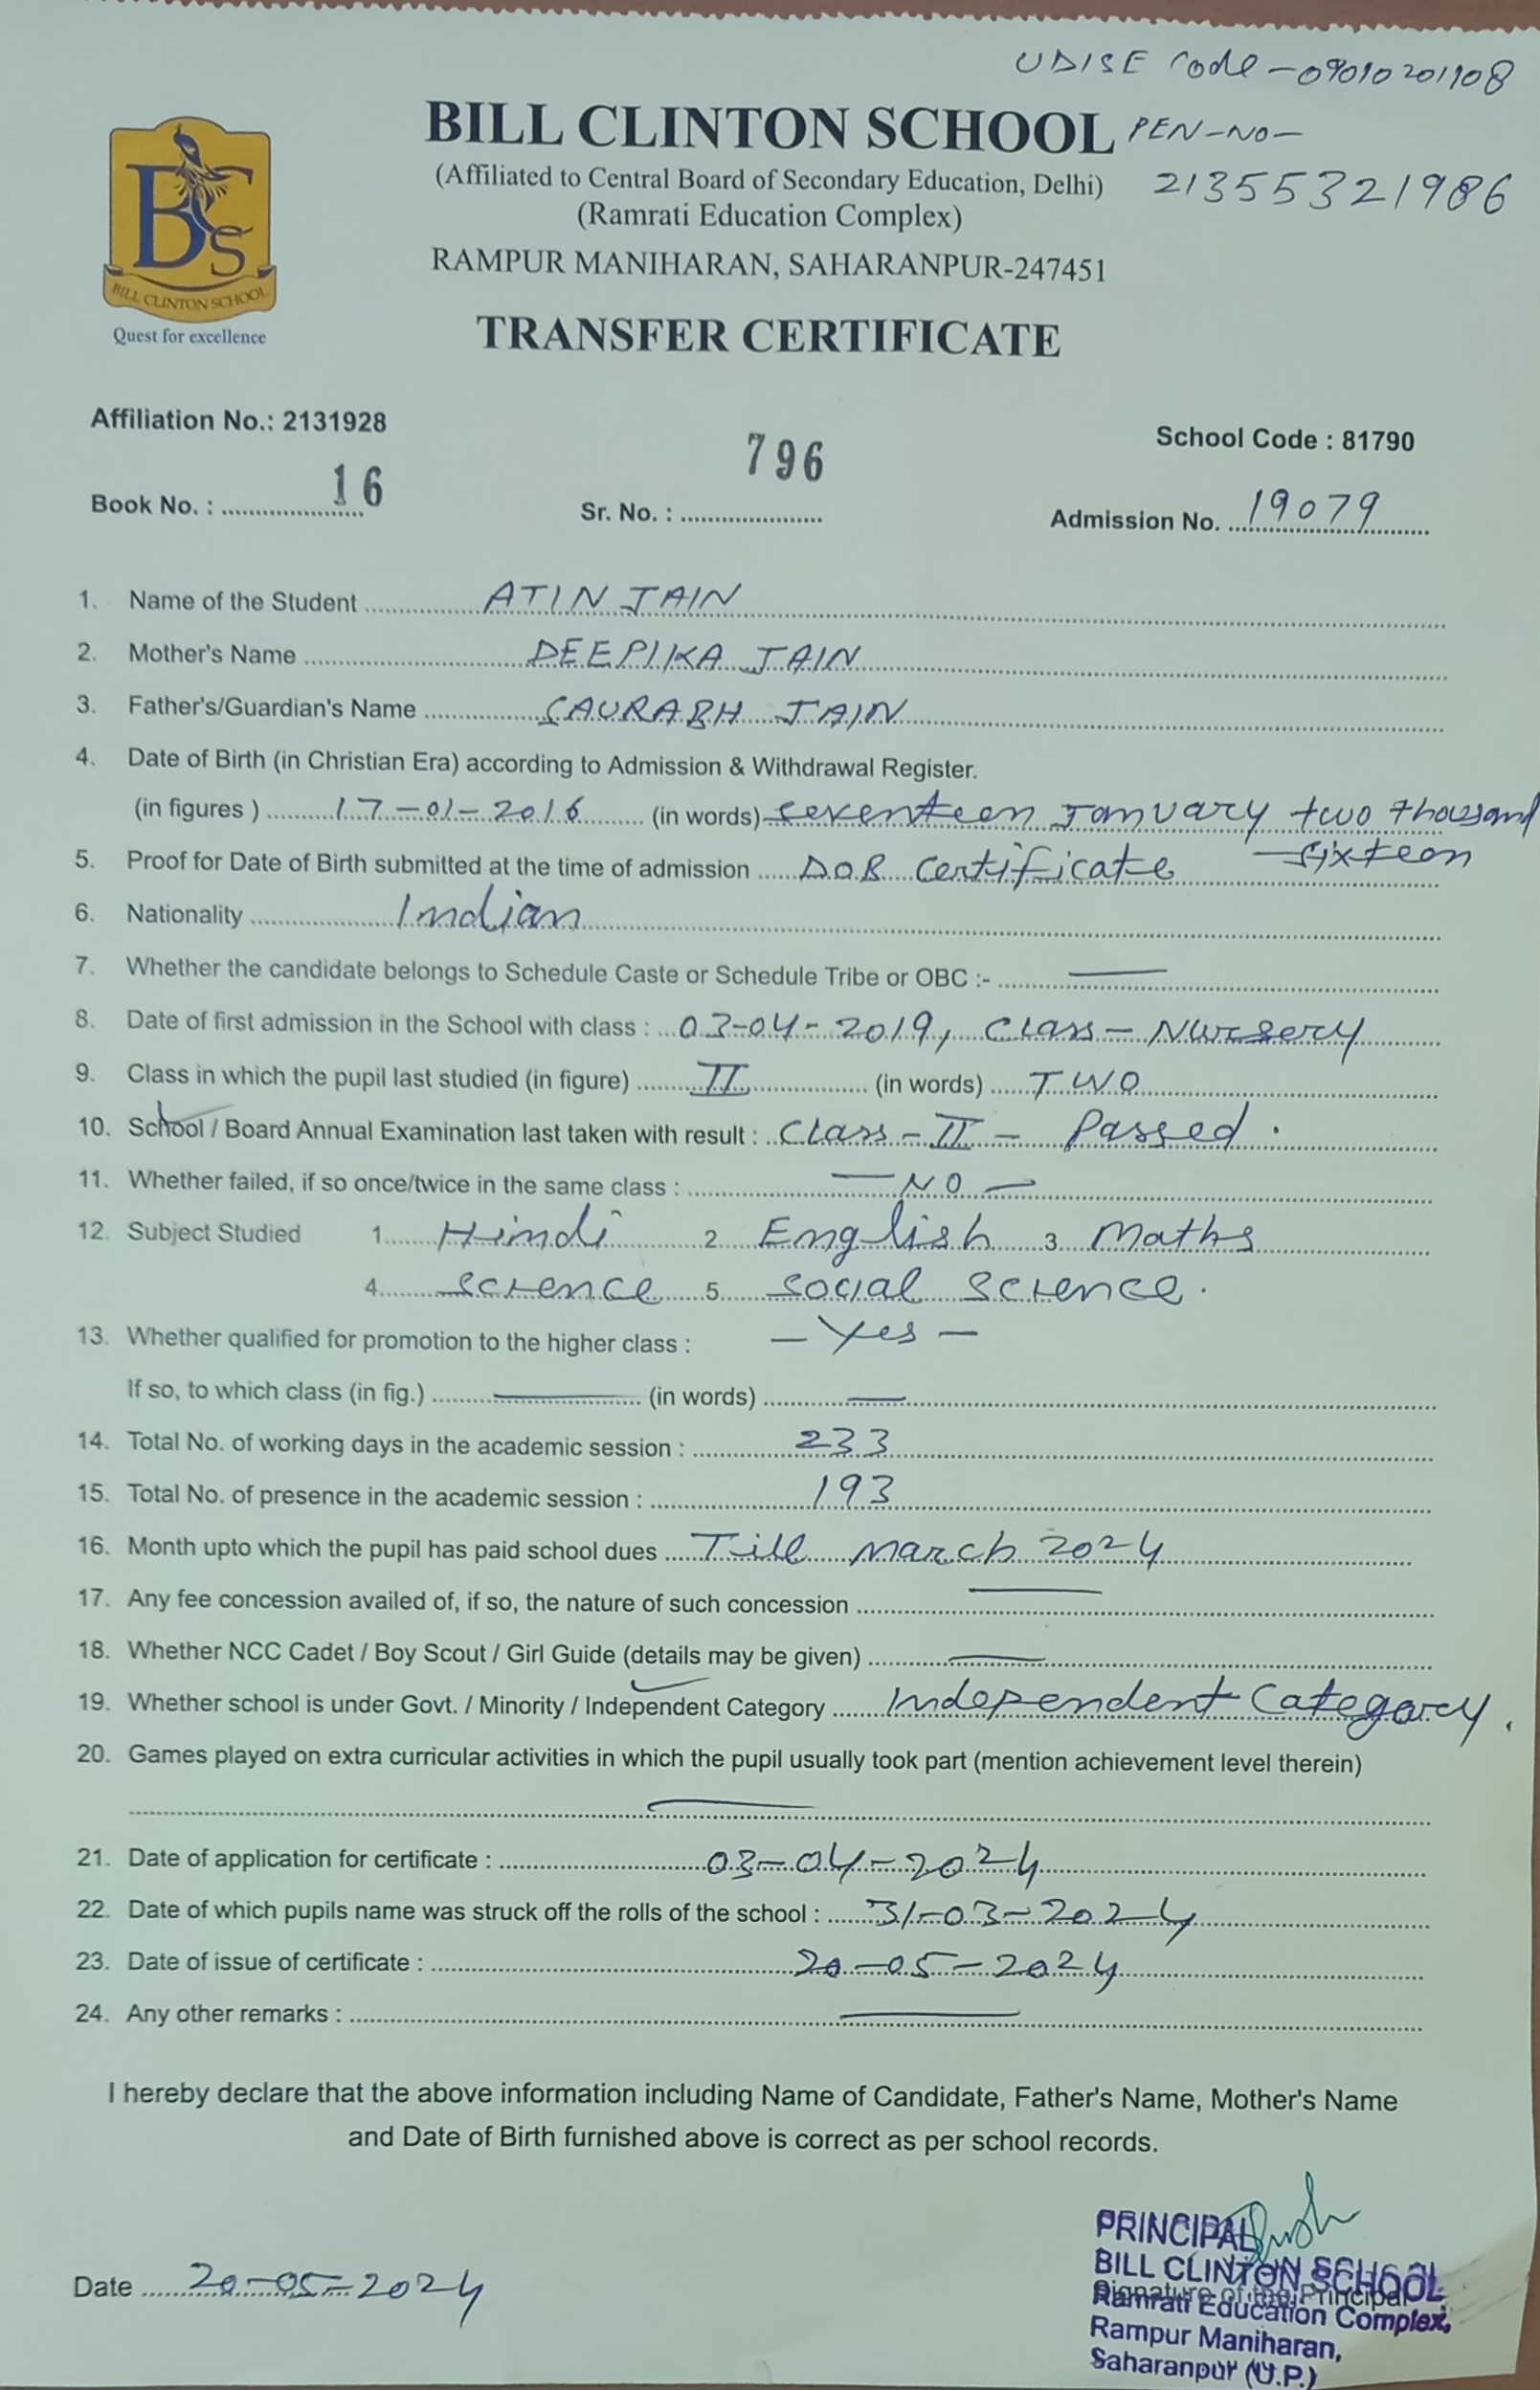 UDISE Code - 09010201908
BILL CLINTON SCHOOL PEN-NO-
(Affiliated to Central Board of Secondary Education, Delhi) 21355321986
(Ramrati Education Complex)
RAMPUR MANIHARAN, SAHARANPUR-247451
BCS
BILL CLINTON SCHOOL
Quest for excellence
TRANSFER CERTIFICATE
Affiliation No.: 2131928 School Code : 81790
Book No. : 16 Sr. No. : 796 Admission No. 19079
1. Name of the Student ATIN JAIN
2. Mother's Name DEEPIKA JAIN
3. Father's/Guardian's Name SAURABH JAIN
4. Date of Birth (in Christian Era) according to Admission & Withdrawal Register.
(in figures ) 17-01-2016 (in words) seventeen January two thousand
sixteen
5. Proof for Date of Birth submitted at the time of admission D.O.B Certificate
6. Nationality Indian
7. Whether the candidate belongs to Schedule Caste or Schedule Tribe or OBC :- —
8. Date of first admission in the School with class : 03-04-2019, Class - Nursery
9. Class in which the pupil last studied (in figure) II (in words) TWO
10. School / Board Annual Examination last taken with result : Class - II - Passed.
11. Whether failed, if so once/twice in the same class : — NO —
12. Subject Studied 1. Hindi 2. English 3. Maths
4. Science 5. Social Science.
13. Whether qualified for promotion to the higher class : - Yes -
If so, to which class (in fig.) — (in words) —
14. Total No. of working days in the academic session : 233
15. Total No. of presence in the academic session : 193
16. Month upto which the pupil has paid school dues Till March 2024
17. Any fee concession availed of, if so, the nature of such concession —
18. Whether NCC Cadet / Boy Scout / Girl Guide (details may be given) —
19. Whether school is under Govt. / Minority / Independent Category Independent Category.
20. Games played on extra curricular activities in which the pupil usually took part (mention achievement level therein)
—
21. Date of application for certificate : 03-04-2024
22. Date of which pupils name was struck off the rolls of the school : 31-03-2024
23. Date of issue of certificate : 20-05-2024
24. Any other remarks : —
I hereby declare that the above information including Name of Candidate, Father's Name, Mother's Name
and Date of Birth furnished above is correct as per school records.
PRINCIPAL
BILL CLINTON SCHOOL
Date 20-05-2024 Signature of the Principal
Ramrati Education Complex,
Rampur Maniharan,
Saharanpur (U.P.)